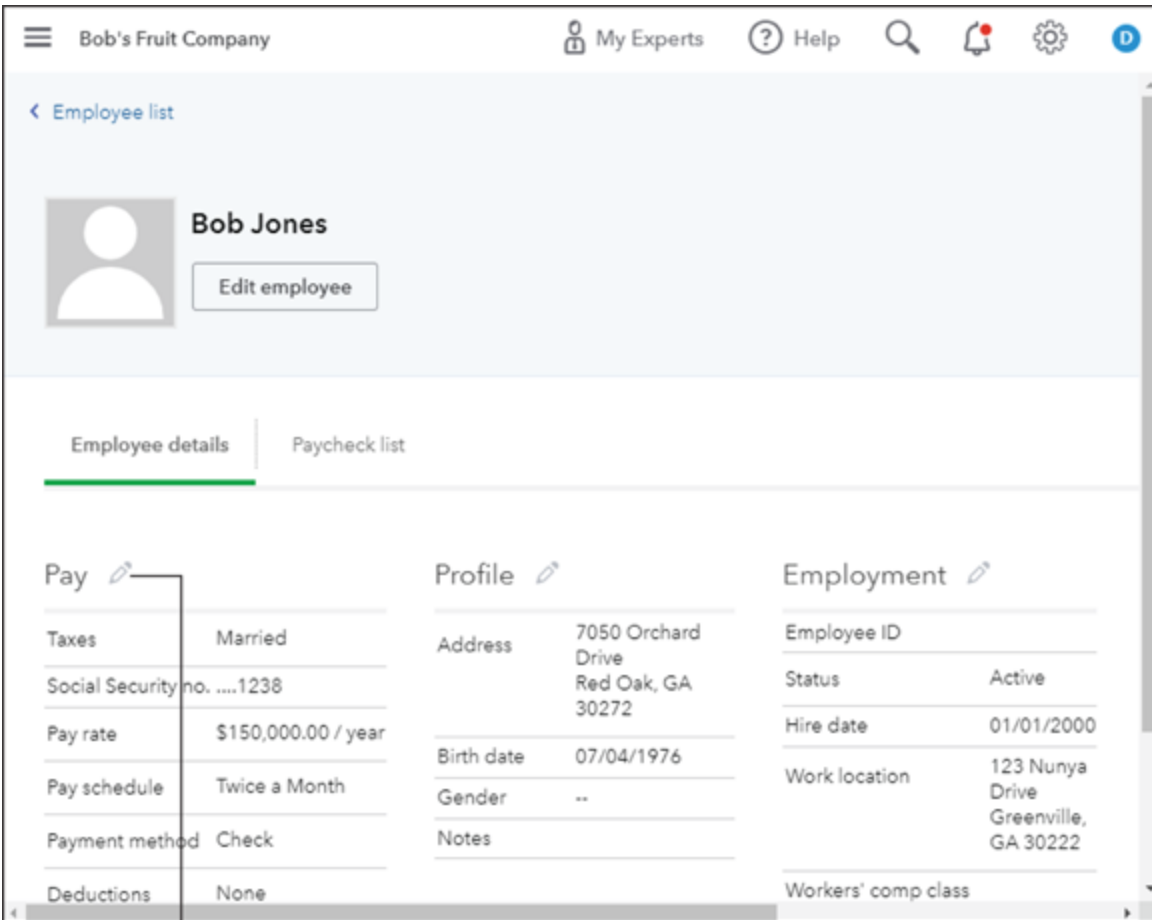 Bob's Fruit Company My Experts Help D
Employee list
Bob Jones
Edit employee
Employee details Paycheck list
Pay
Taxes Married
Social Security no. ....1238
Pay rate $150,000.00 / year
Pay schedule Twice a Month
Payment method Check
Deductions None
Profile
Address 7050 Orchard
Drive
Red Oak, GA
30272
Birth date 07/04/1976
Gender --
Notes
Employment
Employee ID
Status Active
Hire date 01/01/2000
Work location 123 Nunya
Drive
Greenville,
GA 30222
Workers' comp class